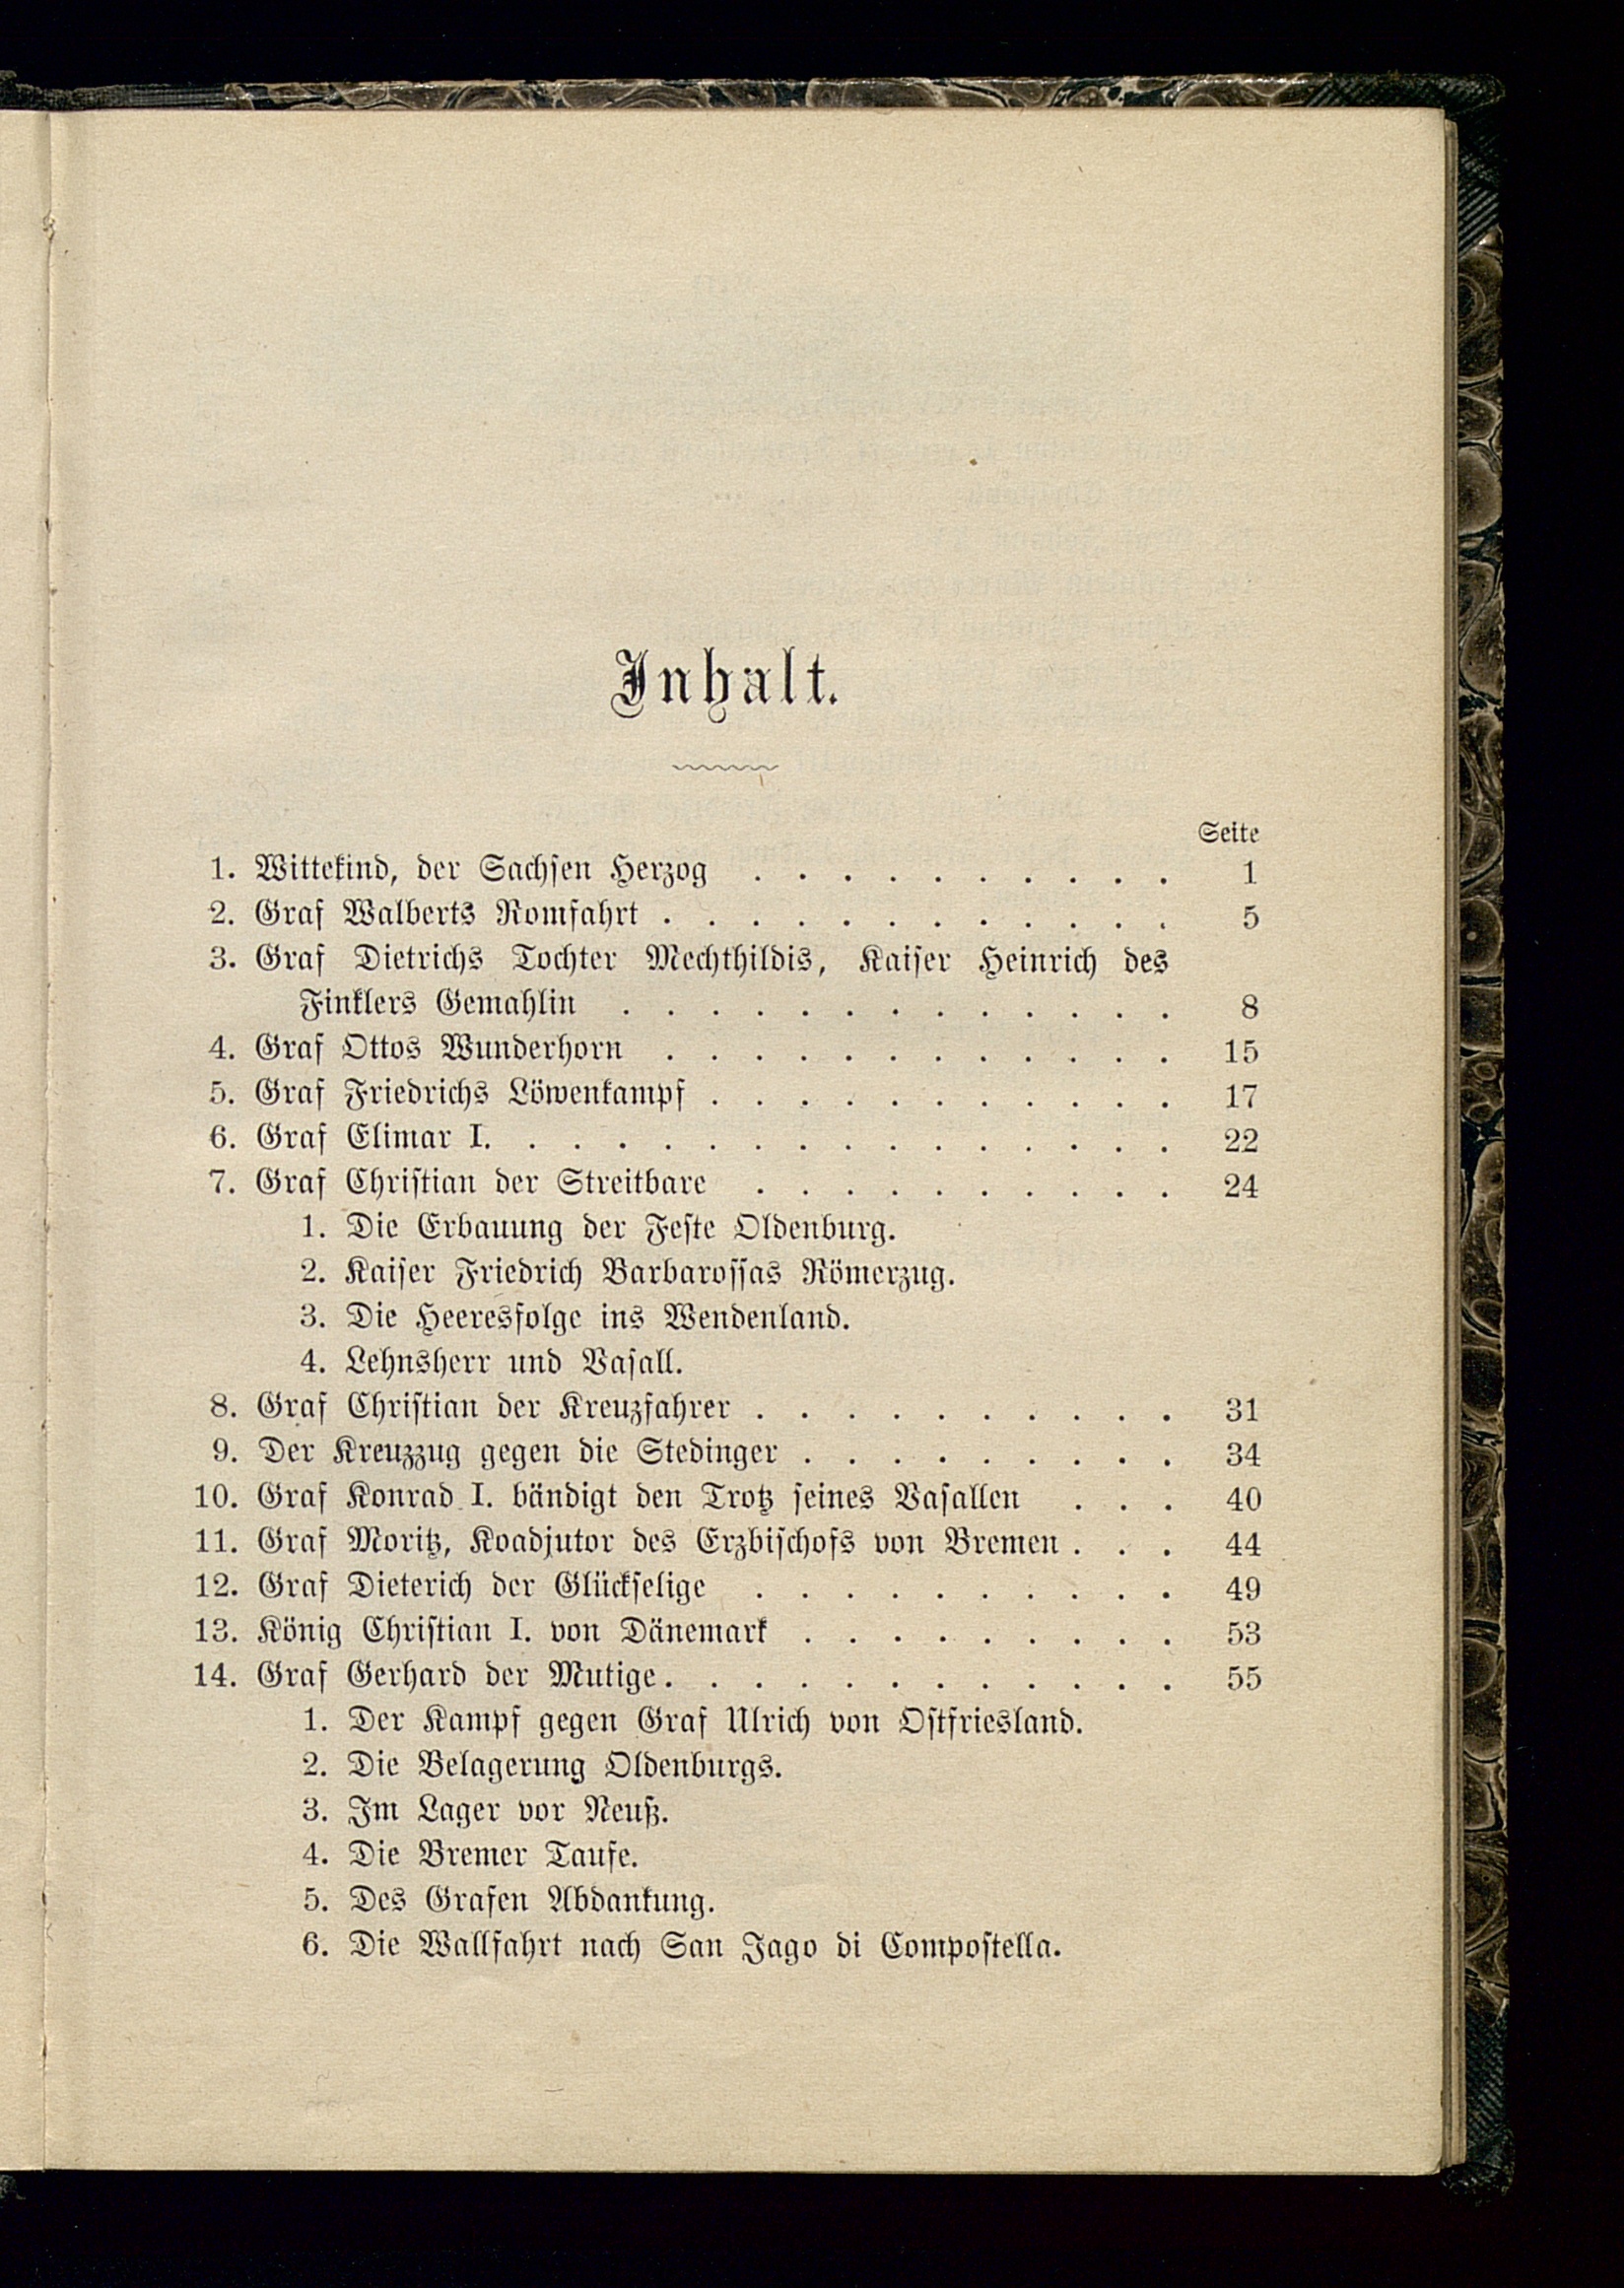 Inhalt.
Seite
1. Wittekind, der Sachsen Herzog . . . . . . . . . . 1
2. Graf Walberts Romfahrt . . . . . . . . . . . . 5
3. Graf Dietrichs Tochter Mechthildis, Kaiser Heinrich des
Finklers Gemahlin . . . . . . . . . . . . . 8
4. Graf Ottos Wunderhorn . . . . . . . . . . . . 15
5. Graf Friedrichs Löwenkampf . . . . . . . . . . . 17
6. Graf Elimar I. . . . . . . . . . . . . . . . 22
7. Graf Christian der Streitbare . . . . . . . . . . 24
1. Die Erbauung der Feste Oldenburg.
2. Kaiser Friedrich Barbarossas Römerzug.
3. Die Heeresfolge ins Wendenland.
4. Lehnsherr und Vasall.
8. Graf Christian der Kreuzfahrer . . . . . . . . . . 31
9. Der Kreuzzug gegen die Stedinger . . . . . . . . . 34
10. Graf Konrad I. bändigt den Trotz seines Vasallen . . . 40
11. Graf Moritz, Koadjutor des Erzbischofs von Bremen . . . 44
12. Graf Dieterich der Glückselige . . . . . . . . . . 49
13. König Christian I. von Dänemark . . . . . . . . . 53
14. Graf Gerhard der Mutige . . . . . . . . . . . . 55
1. Der Kampf gegen Graf Ulrich von Ostfriesland.
2. Die Belagerung Oldenburgs.
3. Im Lager vor Neuß.
4. Die Bremer Taufe.
5. Des Grafen Abdankung.
6. Die Wallfahrt nach San Jago di Compostella.